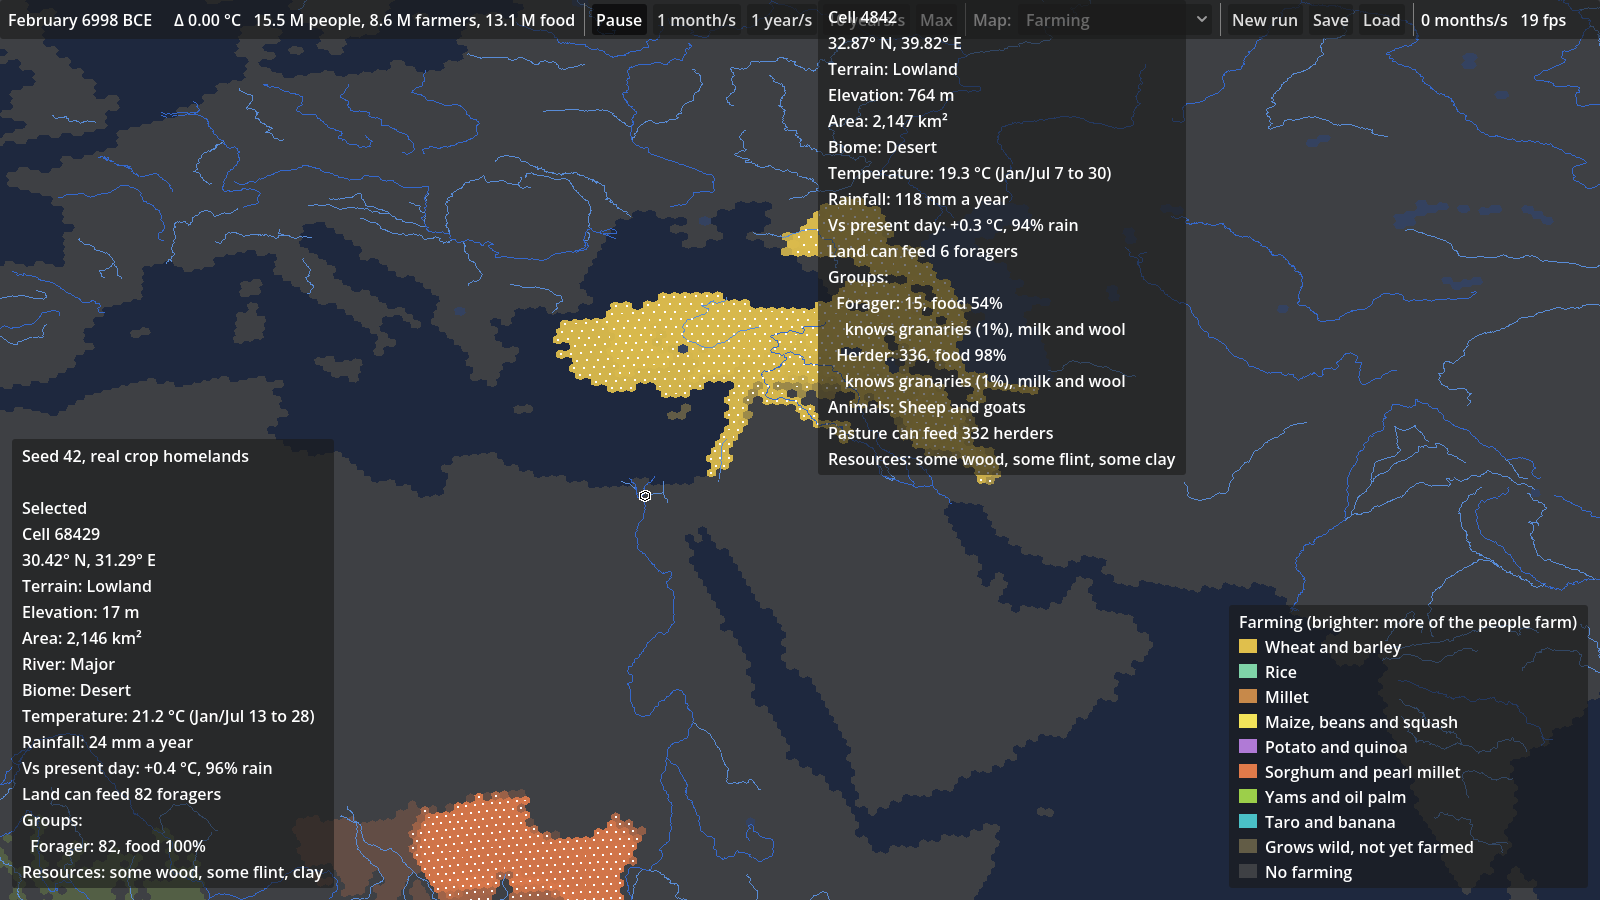 February 6998 BCE Δ 0.00 °C 15.5 M people, 8.6 M farmers, 13.1 M food Pause 1 month/s 1 year/s 10 years/s Max Map: Farming New run Save Load 0 months/s 19 fps
Cell 4842
32.87° N, 39.82° E
Terrain: Lowland
Elevation: 764 m
Area: 2,147 km²
Biome: Desert
Temperature: 19.3 °C (Jan/Jul 7 to 30)
Rainfall: 118 mm a year
Vs present day: +0.3 °C, 94% rain
Land can feed 6 foragers
Groups:
Forager: 15, food 54%
knows granaries (1%), milk and wool
Herder: 336, food 98%
knows granaries (1%), milk and wool
Animals: Sheep and goats
Pasture can feed 332 herders
Resources: some wood, some flint, some clay
Seed 42, real crop homelands
Selected
Cell 68429
30.42° N, 31.29° E
Terrain: Lowland
Elevation: 17 m
Area: 2,146 km²
River: Major
Biome: Desert
Temperature: 21.2 °C (Jan/Jul 13 to 28)
Rainfall: 24 mm a year
Vs present day: +0.4 °C, 96% rain
Land can feed 82 foragers
Groups:
Forager: 82, food 100%
Resources: some wood, some flint, clay
Farming (brighter: more of the people farm)
Wheat and barley
Rice
Millet
Maize, beans and squash
Potato and quinoa
Sorghum and pearl millet
Yams and oil palm
Taro and banana
Grows wild, not yet farmed
No farming